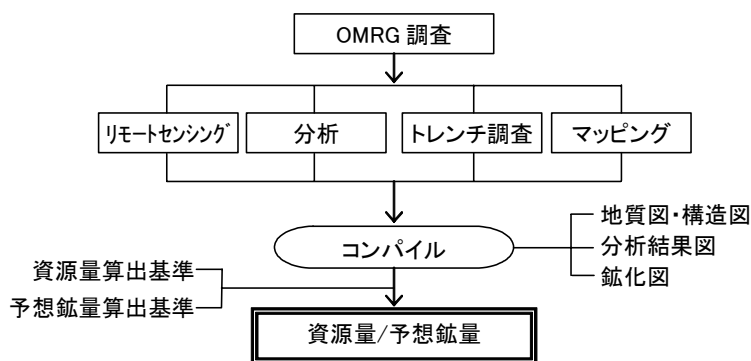 OMRG 調査
リモートセンシング
分析
トレンチ調査
マッピング
コンパイル
地質図・構造図
分析結果図
鉱化図
資源量算出基準
予想鉱量算出基準
資源量/予想鉱量